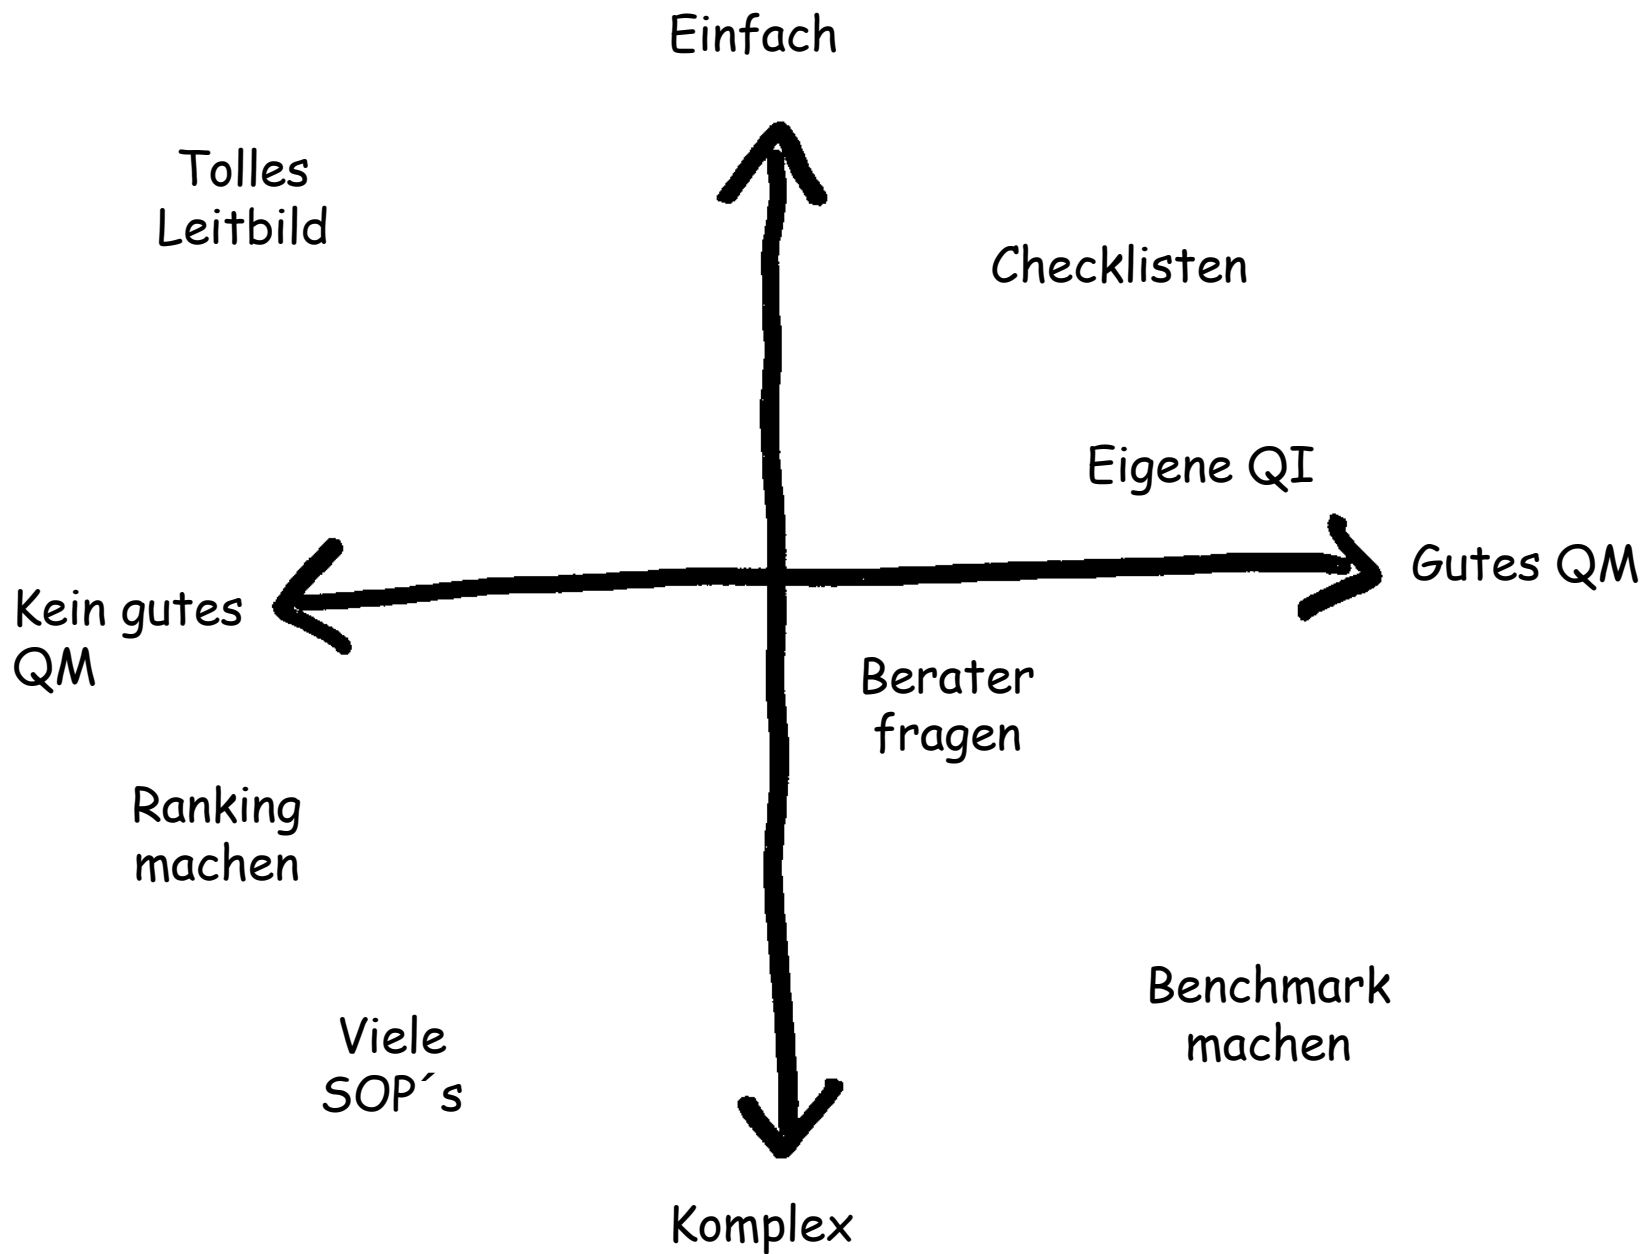 Einfach
Tolles
Leitbild
Checklisten
Eigene QI
Gutes QM
Kein gutes
QM
Berater
fragen
Ranking
machen
Benchmark
machen
Viele
SOP´s
Komplex